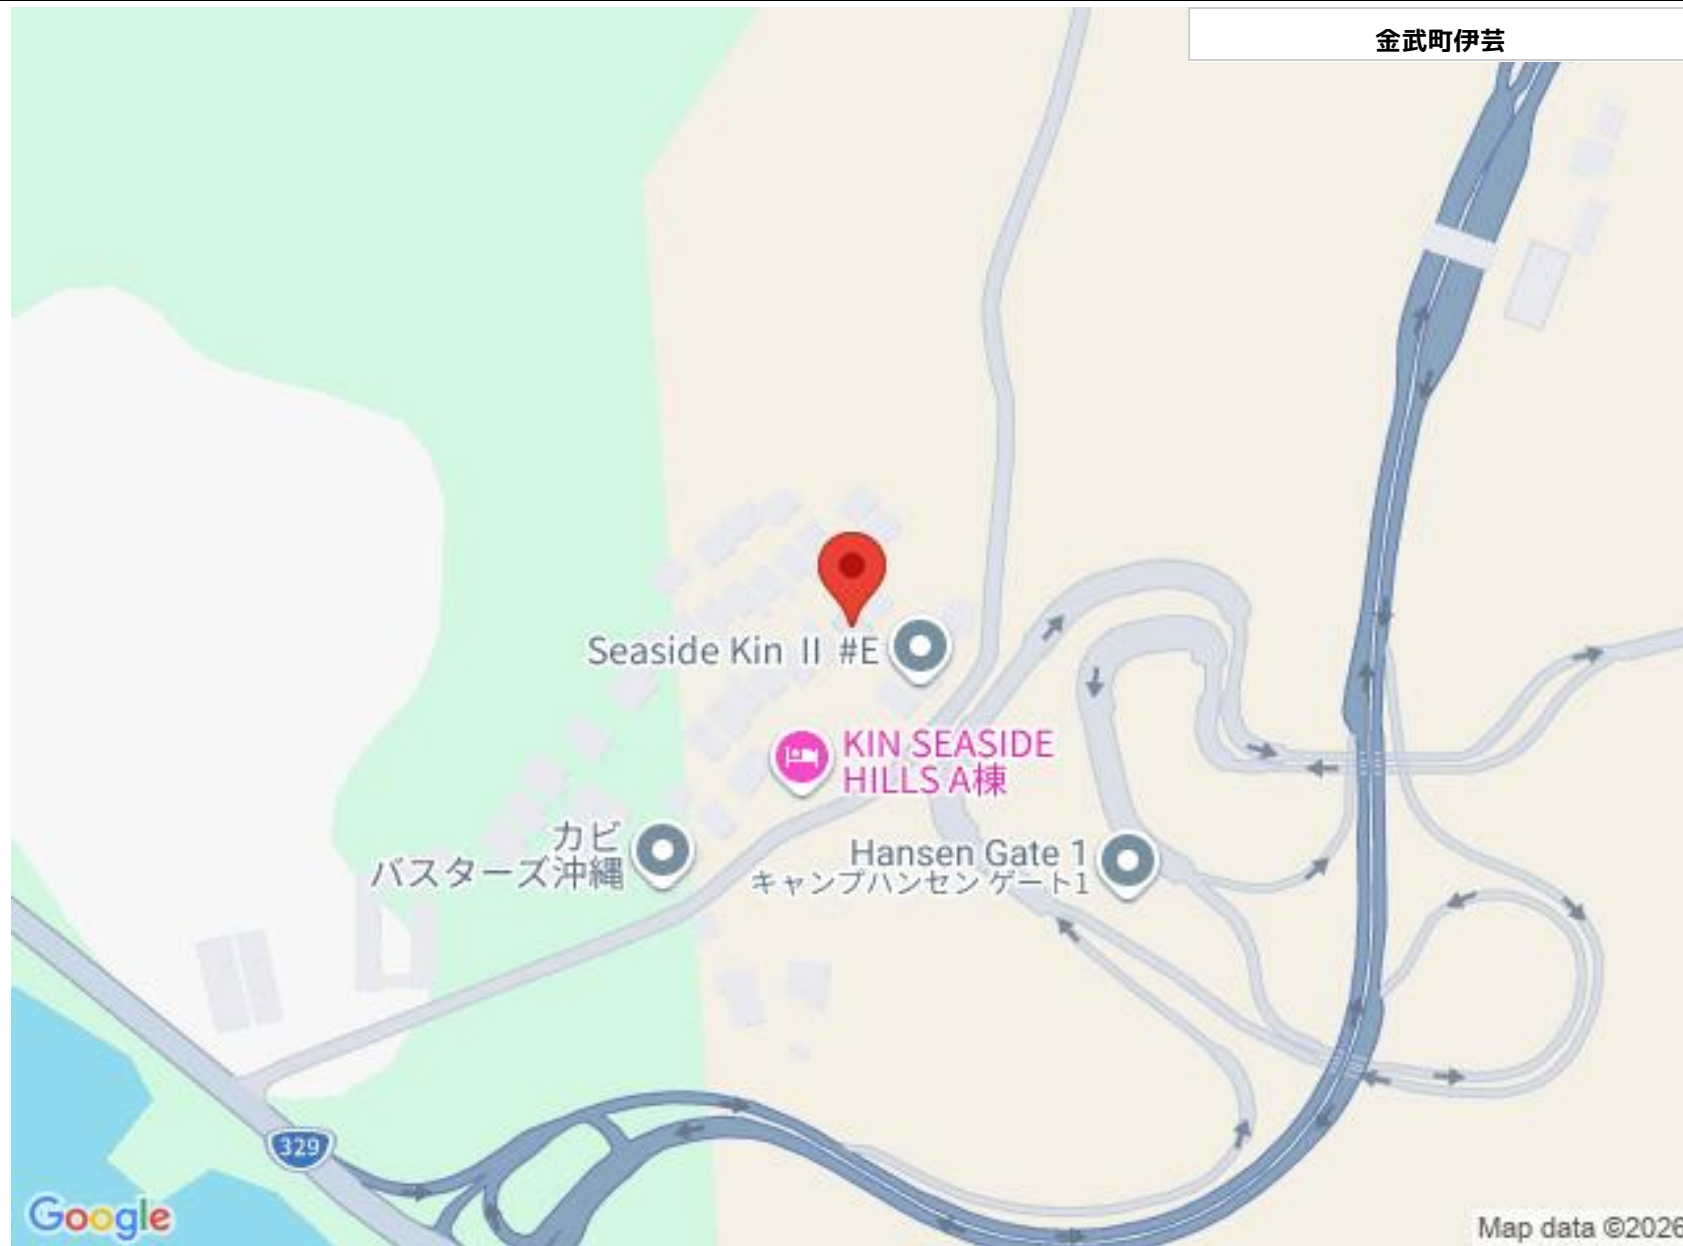 金武町伊芸
Seaside Kin II #E
KIN SEASIDE
HILLS A棟
カビ
バスターズ沖縄
Hansen Gate 1
キャンプハンセン ゲート1
329
Google
Map data ©2026